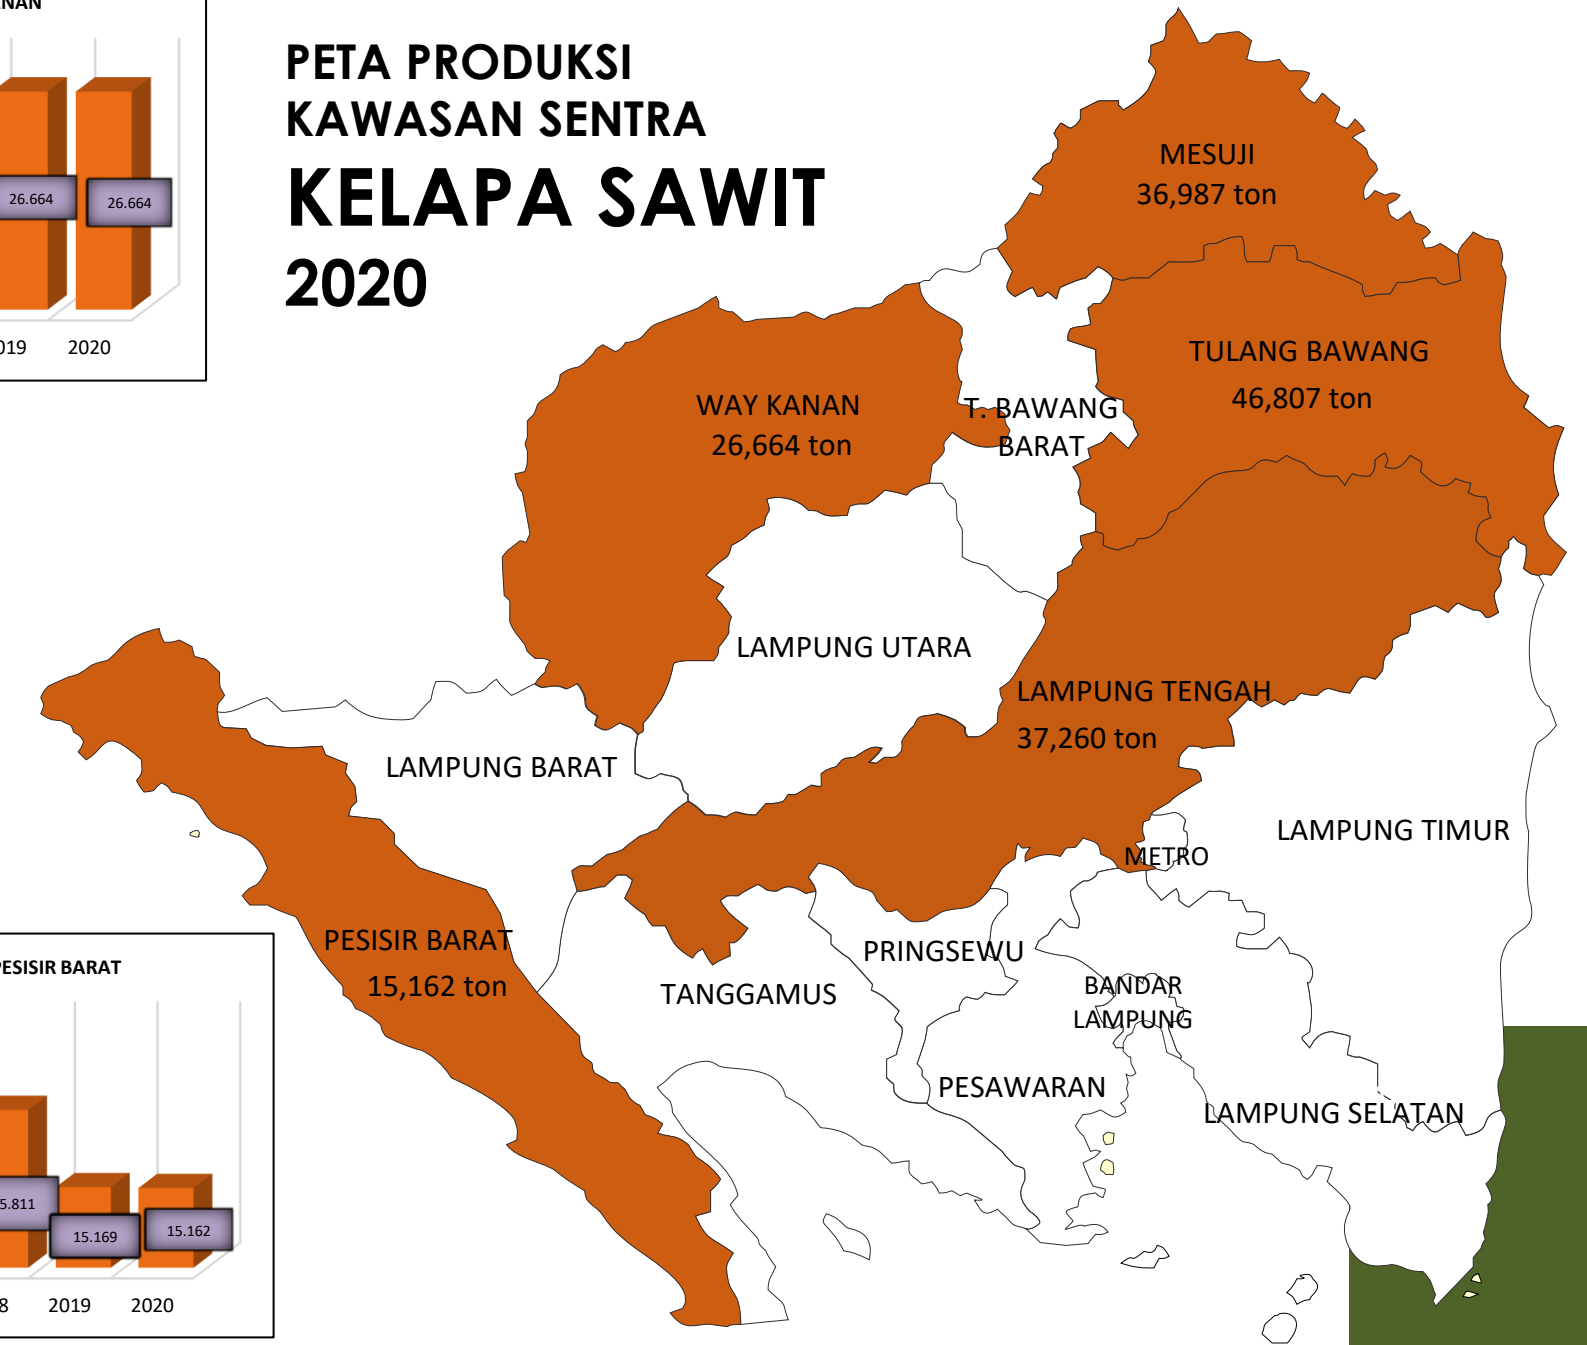 PETA PRODUKSI
KAWASAN SENTRA
KELAPA SAWIT
2020
26.664
26.664
2020
MESUJI
36,987 ton
TULANG BAWANG
46,807 ton
WAY KANAN
26,664 ton
T. BAWANG
BARAT
LAMPUNG UTARA
LAMPUNG TENGAH
37,260 ton
LAMPUNG BARAT
LAMPUNG TIMUR
METRO
PESISIR BARAT
15,162 ton
PRINGSEWU
TANGGAMUS
BANDAR
LAMPUNG
PESAWARAN
LAMPUNG SELATAN
PESISIR BARAT
5.811
15.169
15.162
8
2019
2020